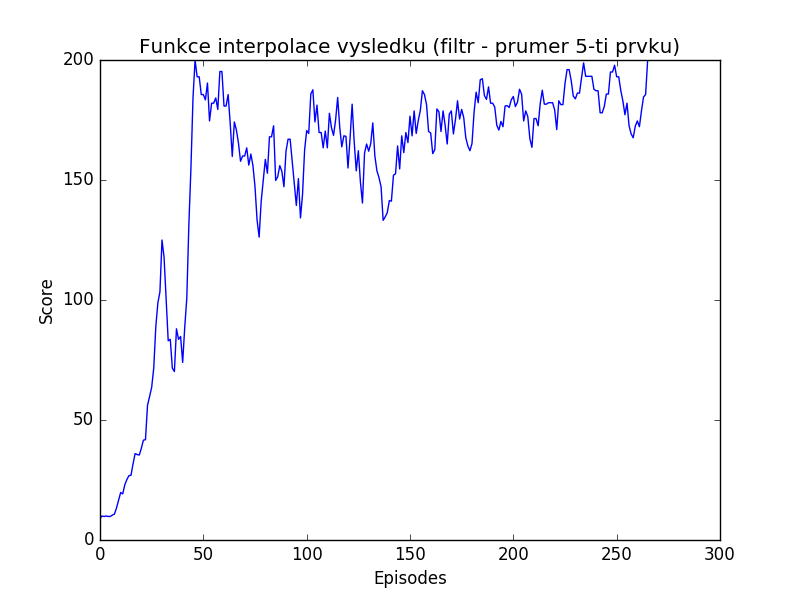 Funkce interpolace vysledku (filtr - prumer 5-ti prvku)
200
150
100
50
0
Score
0 50 100 150 200 250 300
Episodes